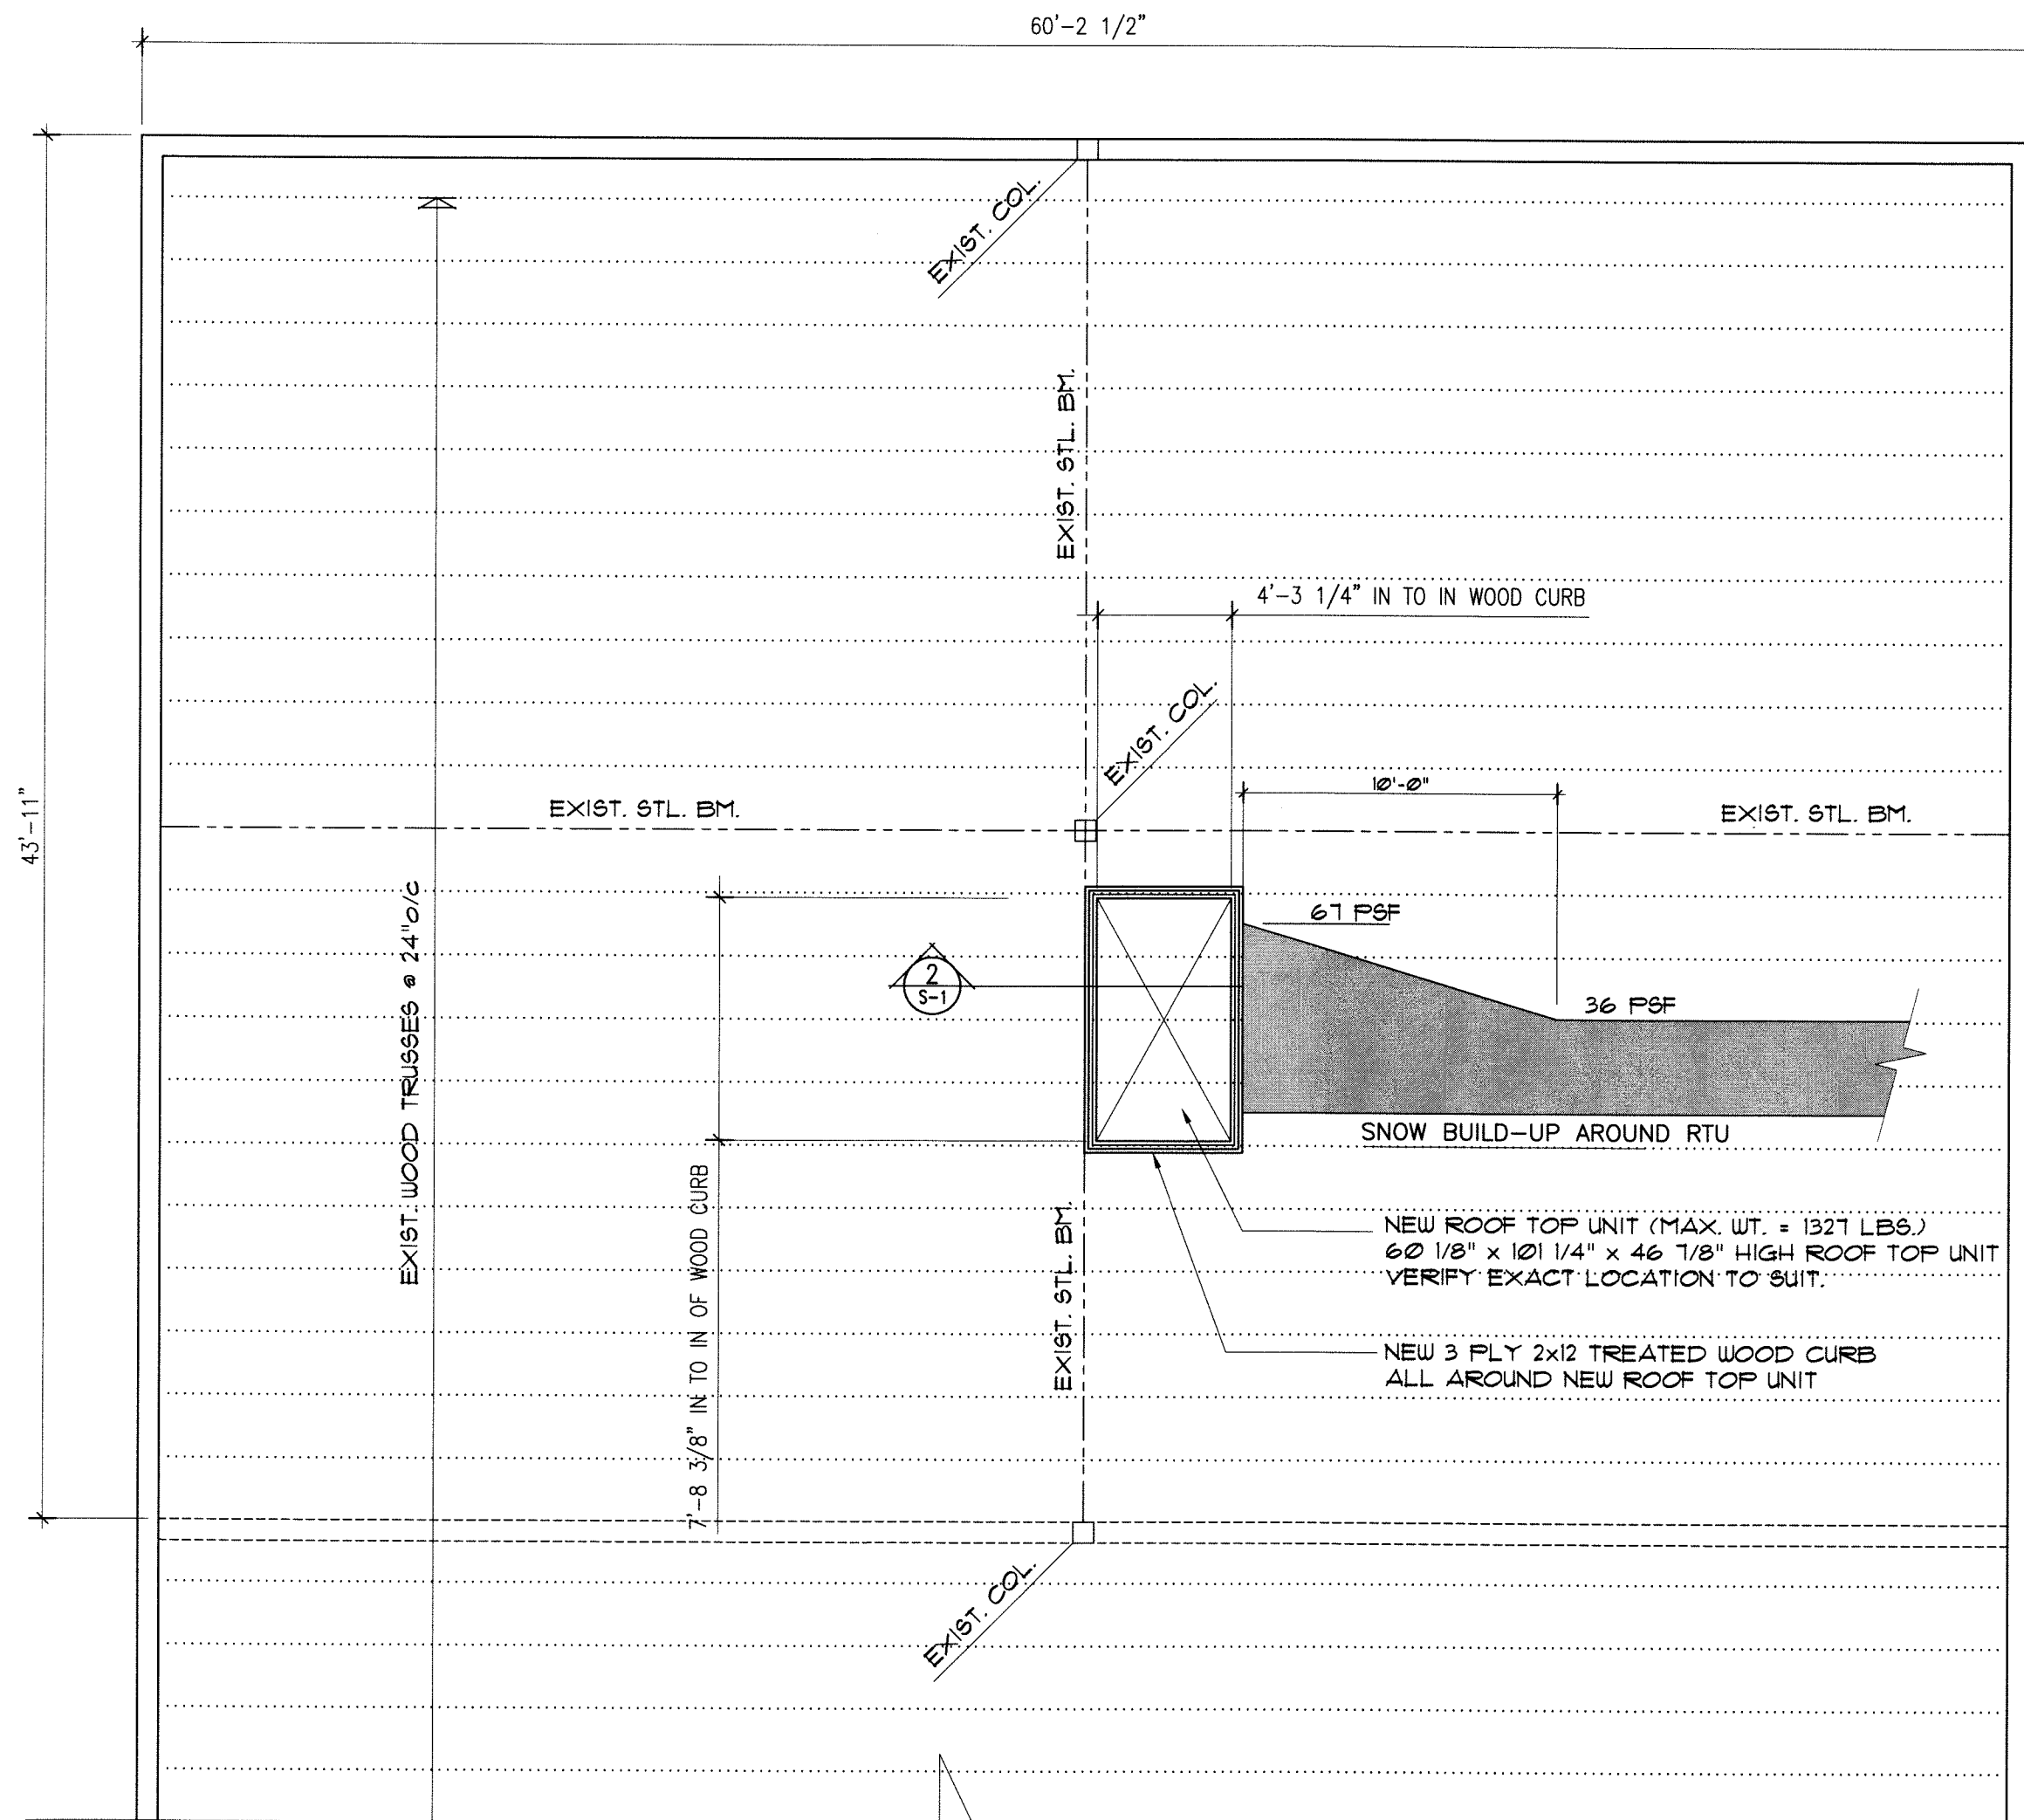 60'-2 1/2"
EXIST. COL.
EXIST. STL. BM.
4'-3 1/4" IN TO IN WOOD CURB
EXIST. COL.
10'-0"
43'-11"
EXIST. STL. BM.
EXIST. STL. BM.
EXIST. WOOD TRUSSES @ 24"o/c
67 PSF
2
S-1
36 PSF
SNOW BUILD-UP AROUND RTU
7'-8 3/8" IN TO IN OF WOOD CURB
EXIST. STL. BM.
NEW ROOF TOP UNIT (MAX. WT. = 1327 LBS.)
60 1/8" x 101 1/4" x 46 7/8" HIGH ROOF TOP UNIT
VERIFY EXACT LOCATION TO SUIT.
NEW 3 PLY 2x12 TREATED WOOD CURB
ALL AROUND NEW ROOF TOP UNIT
EXIST. COL.